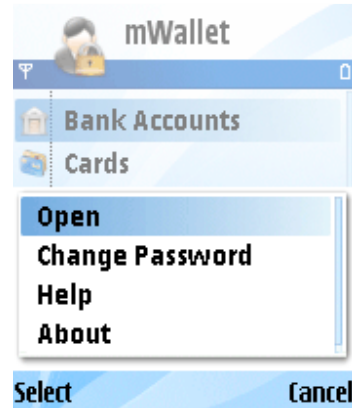 mWallet
Bank Accounts
Cards
Open
Change Password
Help
About
Select Cancel